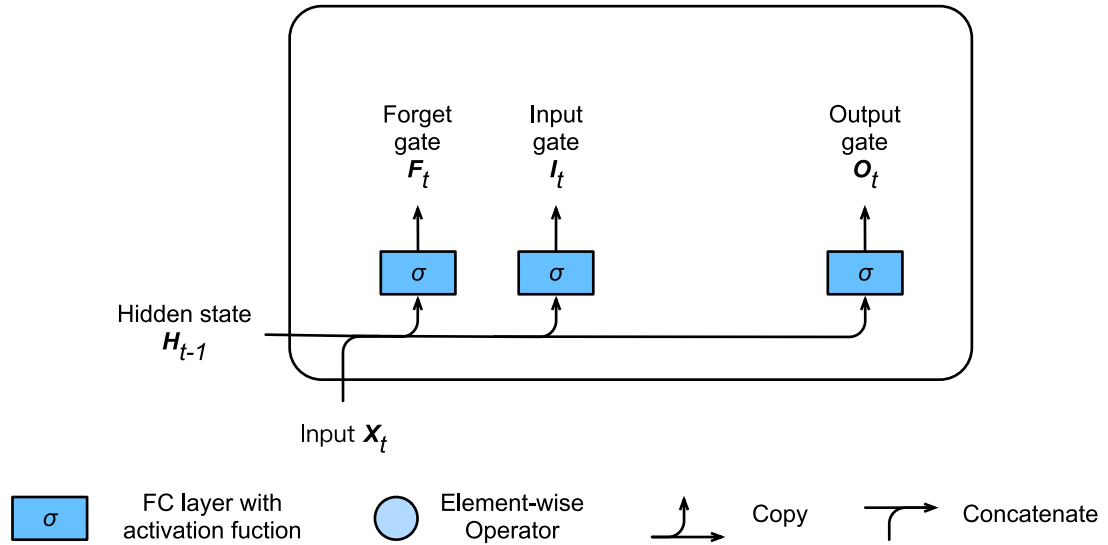 Forget
gate
F_t
Input
gate
I_t
Output
gate
O_t
σ
σ
σ
Hidden state
H_{t-1}
Input X_t
σ
FC layer with
activation fuction
Element-wise
Operator
Copy
Concatenate